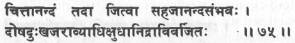 चित्तानन्दं तदा जित्वा सहजानन्दसंभवः ।
दोषदुःखजराव्याधिक्षुधानिद्राविवर्जितः ॥ ७५ ॥